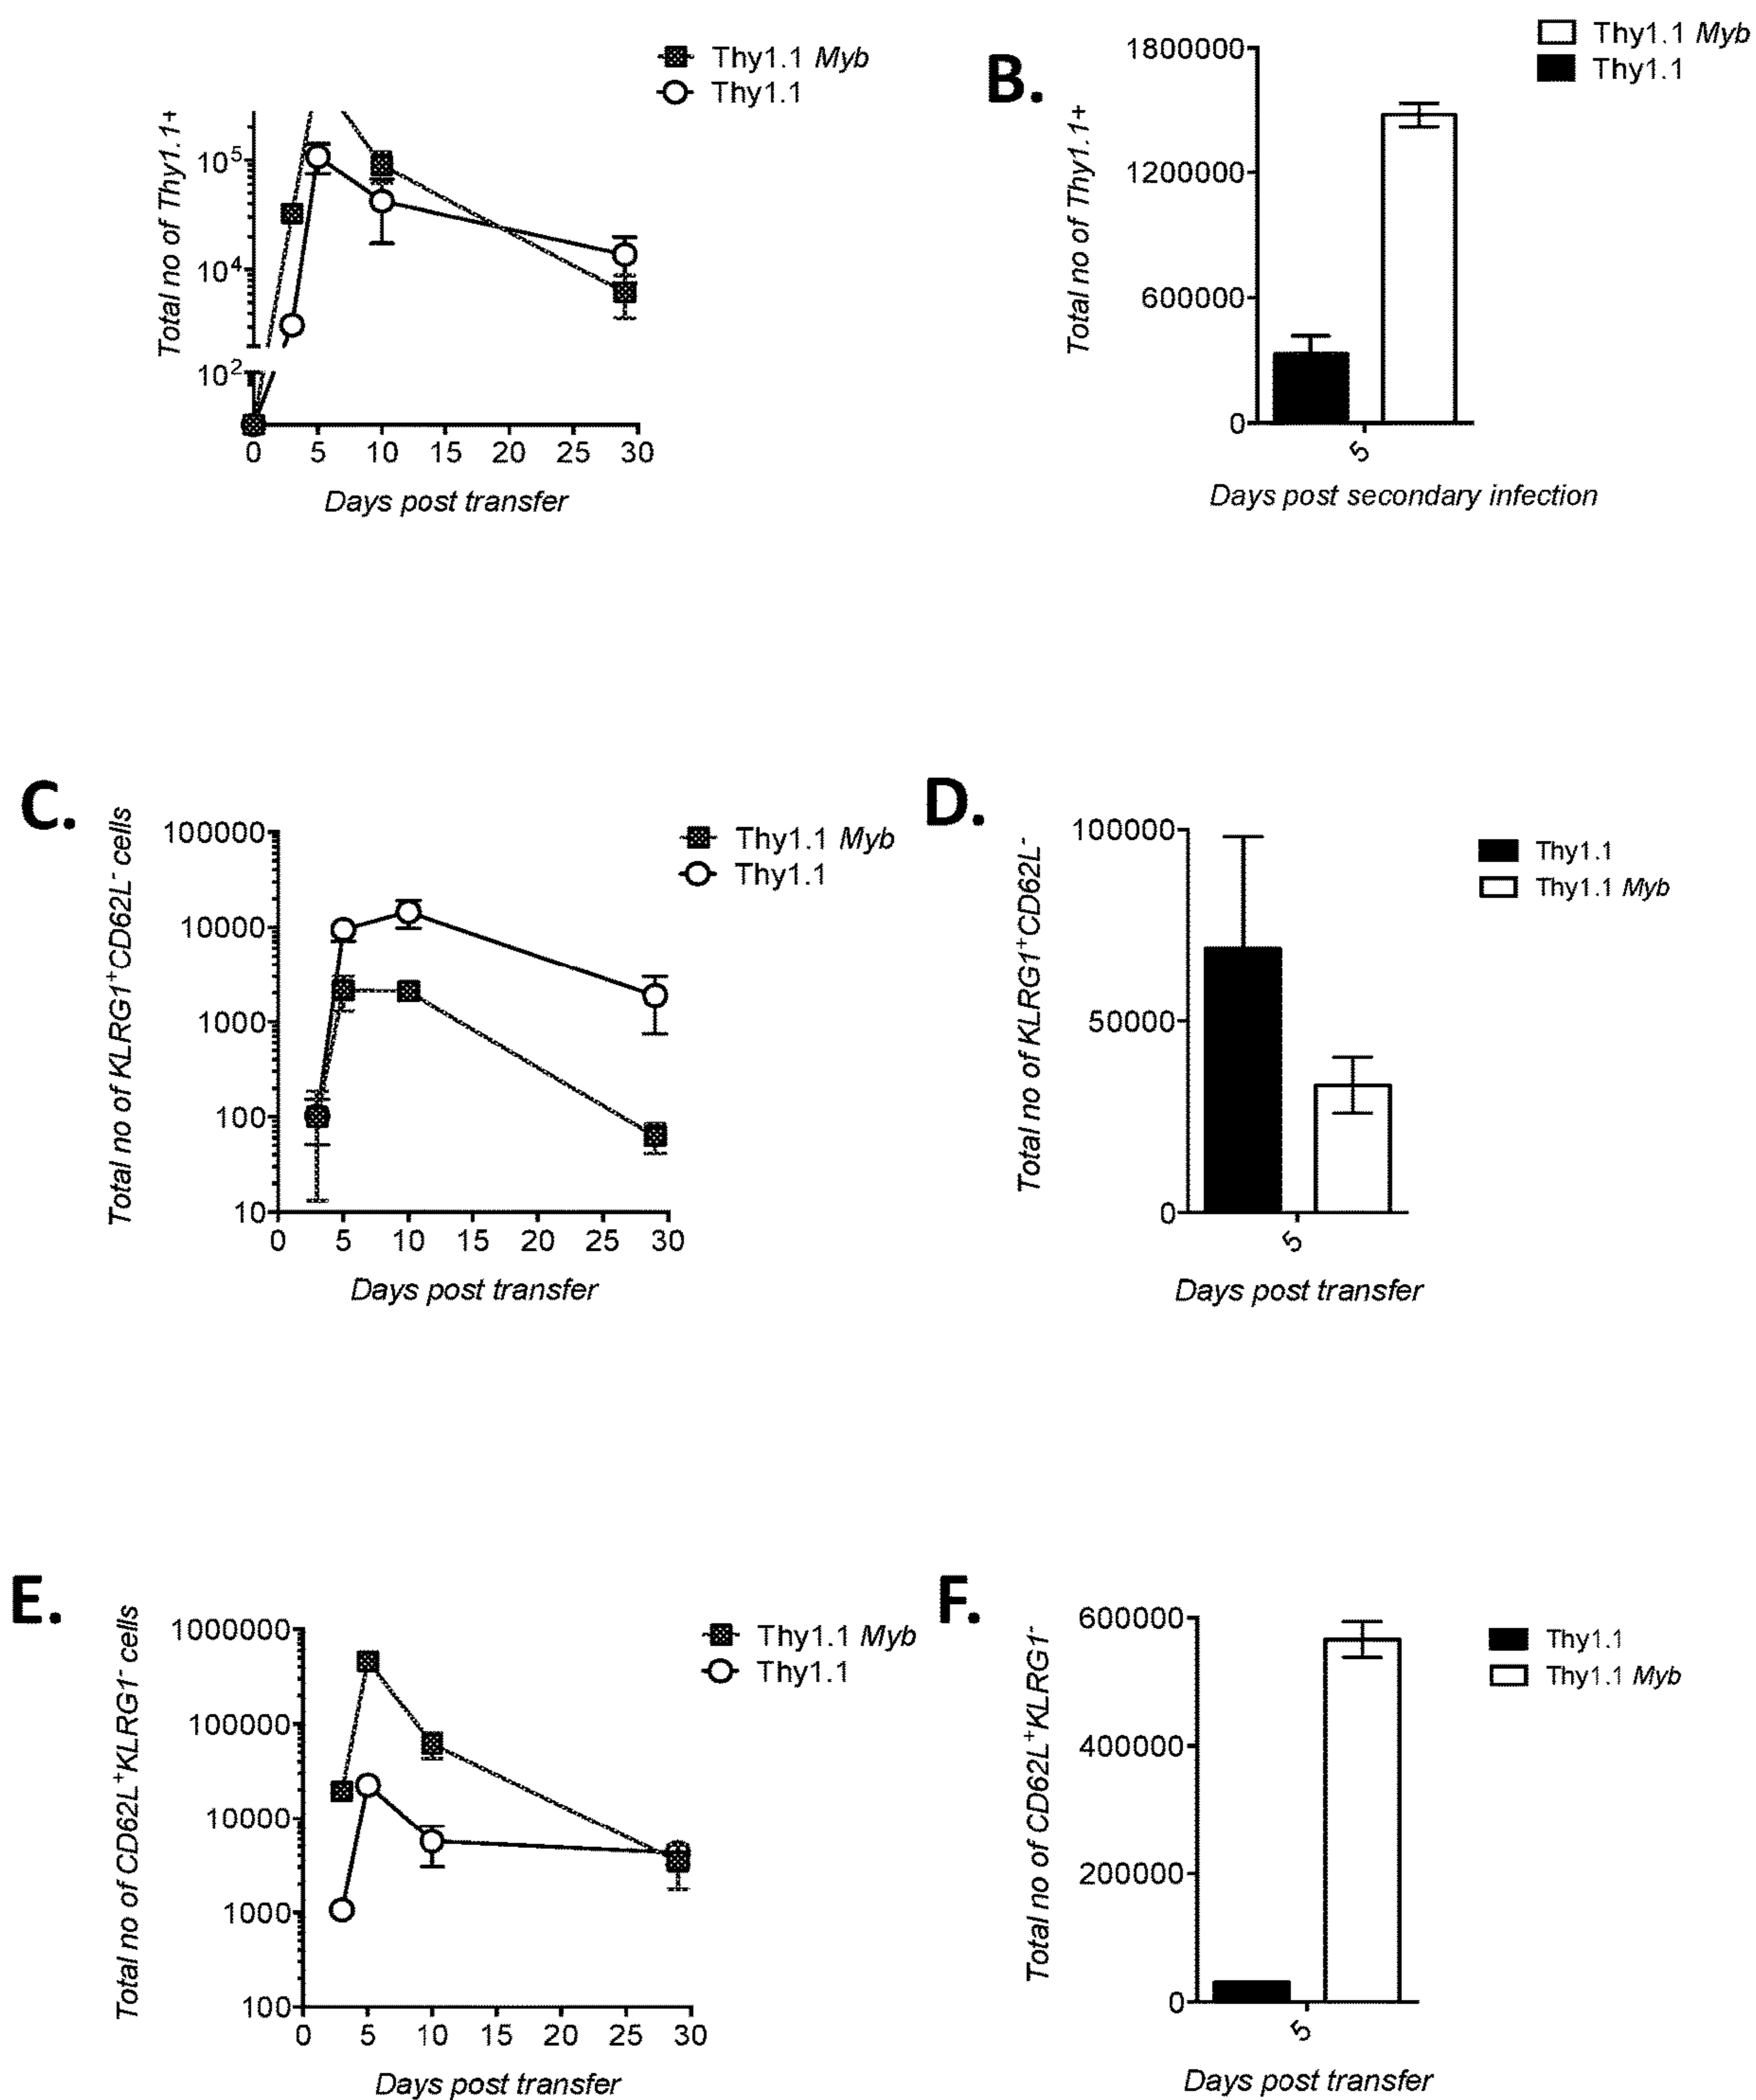 Thy1.1 Myb
Thy1.1
Total no of Thy1.1+
10⁵
10⁴
10²
0 5 10 15 20 25 30
Days post transfer
B.
Thy1.1 Myb
Thy1.1
Total no of Thy1.1+
1800000
1200000
600000
0
5
Days post secondary infection
C.
Thy1.1 Myb
Thy1.1
Total no of KLRG1⁺CD62L⁻ cells
100000
10000
1000
100
10
0 5 10 15 20 25 30
Days post transfer
D.
Thy1.1
Thy1.1 Myb
Total no of KLRG1⁺CD62L⁻
100000
50000
0
5
Days post transfer
E.
Thy1.1 Myb
Thy1.1
Total no of CD62L⁺KLRG1⁻ cells
1000000
100000
10000
1000
100
0 5 10 15 20 25 30
Days post transfer
F.
Thy1.1
Thy1.1 Myb
Total no of CD62L⁺KLRG1⁻
600000
400000
200000
0
5
Days post transfer